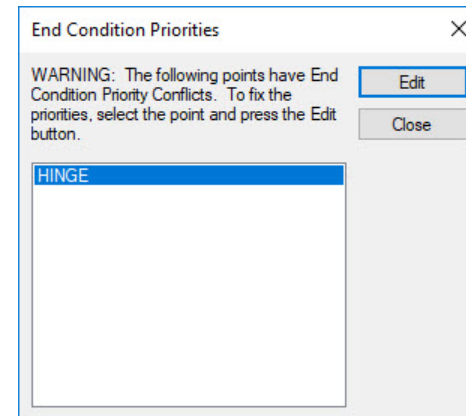 End Condition Priorities
WARNING: The following points have End
Condition Priority Conflicts. To fix the
priorities, select the point and press the Edit
button.
Edit
Close
HINGE